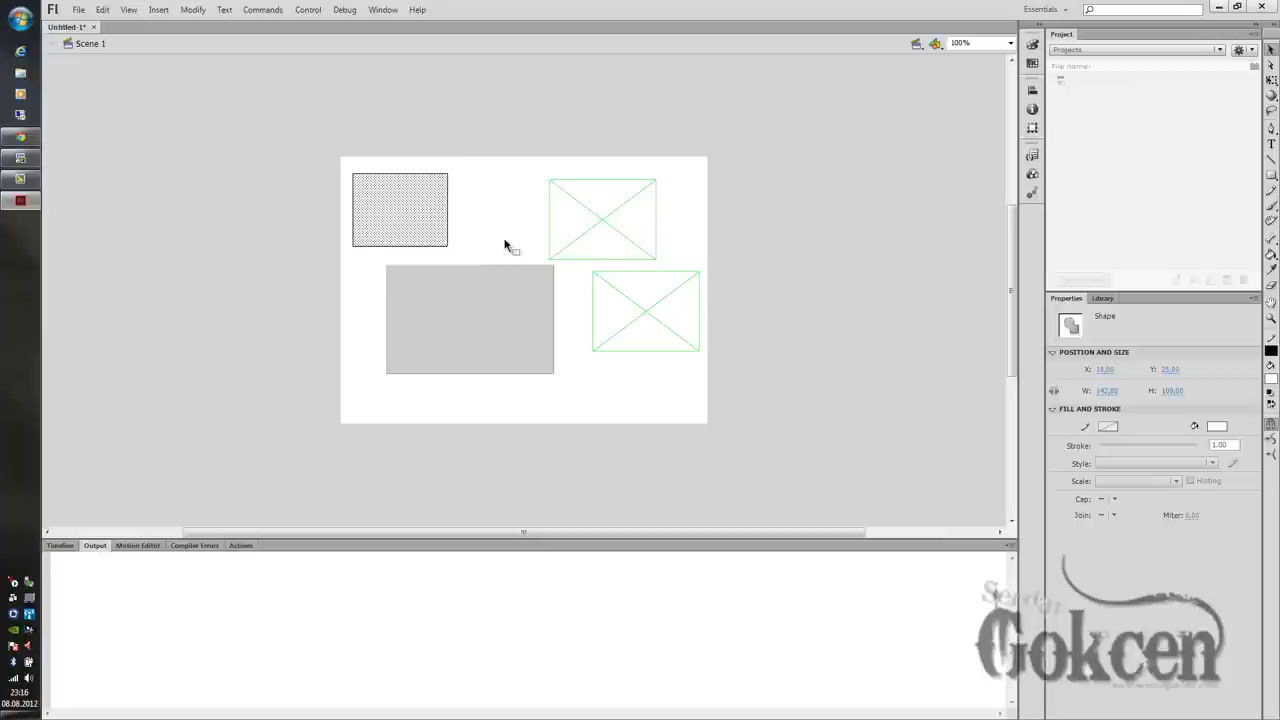 Fl File Edit View Insert Modify Text Commands Control Debug Window Help Essentials
Untitled-1*
Scene 1 100%
Project
Projects
File name:
Properties Library
Shape
POSITION AND SIZE
X: 18,00 Y: 25,00
W: 142,00 H: 109,00
FILL AND STROKE
Stroke: 1.00
Style:
Scale: Hinting
Cap:
Join: Miter: 0,00
Timeline Output Motion Editor Compiler Errors Actions
Serdar
Gokcen
23:16
08.08.2012